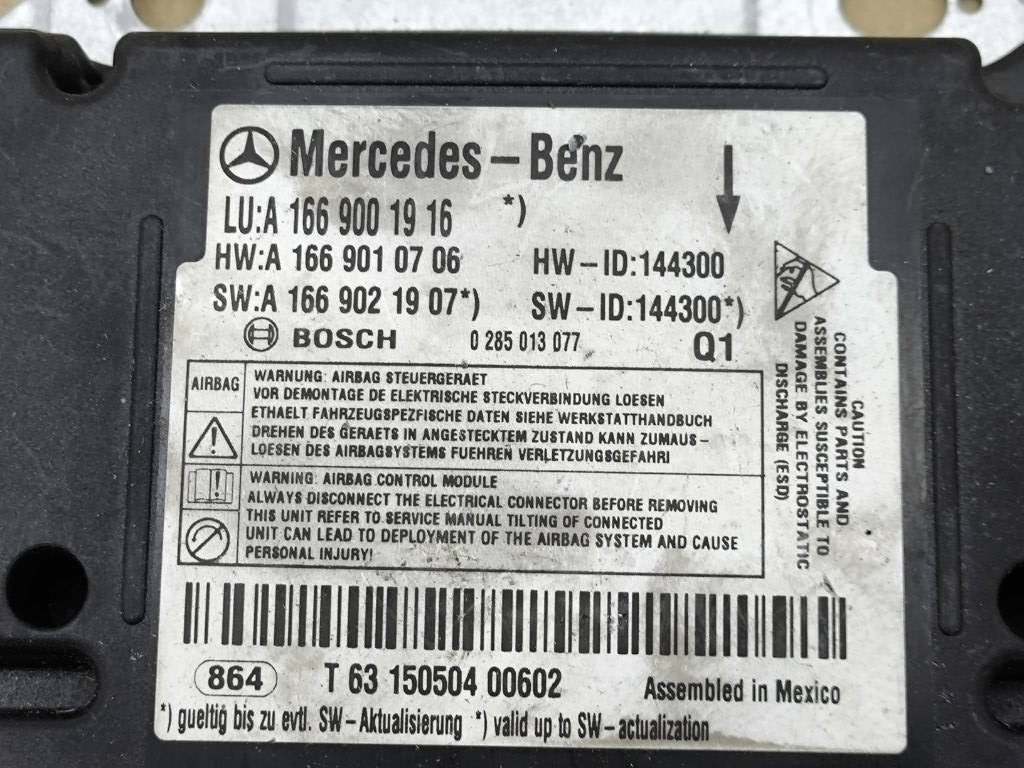 Mercedes-Benz
LU:A 166 900 19 16 *)
HW:A 166 901 07 06 HW-ID:144300
SW:A 166 902 19 07*) SW-ID:144300*)
BOSCH 0 285 013 077 Q1
CAUTION
CONTAINS PARTS AND
ASSEMBLIES SUSCEPTIBLE TO
DAMAGE BY ELECTROSTATIC
DISCHARGE (ESD)
AIRBAG
WARNUNG: AIRBAG STEUERGERAET
VOR DEMONTAGE DE ELEKTRISCHE STECKVERBINDUNG LOESEN
ETHAELT FAHRZEUGSPEZFISCHE DATEN SIEHE WERKSTATTHANDBUCH
DREHEN DES GERAETS IN ANGESTECKTEM ZUSTAND KANN ZUMAUS-
LOESEN DES AIRBAGSYSTEMS FUEHREN VERLETZUNGSGEFAHR!
WARNING: AIRBAG CONTROL MODULE
ALWAYS DISCONNECT THE ELECTRICAL CONNECTOR BEFORE REMOVING
THIS UNIT REFER TO SERVICE MANUAL TILTING OF CONNECTED
UNIT CAN LEAD TO DEPLOYMENT OF THE AIRBAG SYSTEM AND CAUSE
PERSONAL INJURY!
864 T 63 150504 00602 Assembled in Mexico
*) gueltig bis zu evtl. SW-Aktualisierung *) valid up to SW-actualization